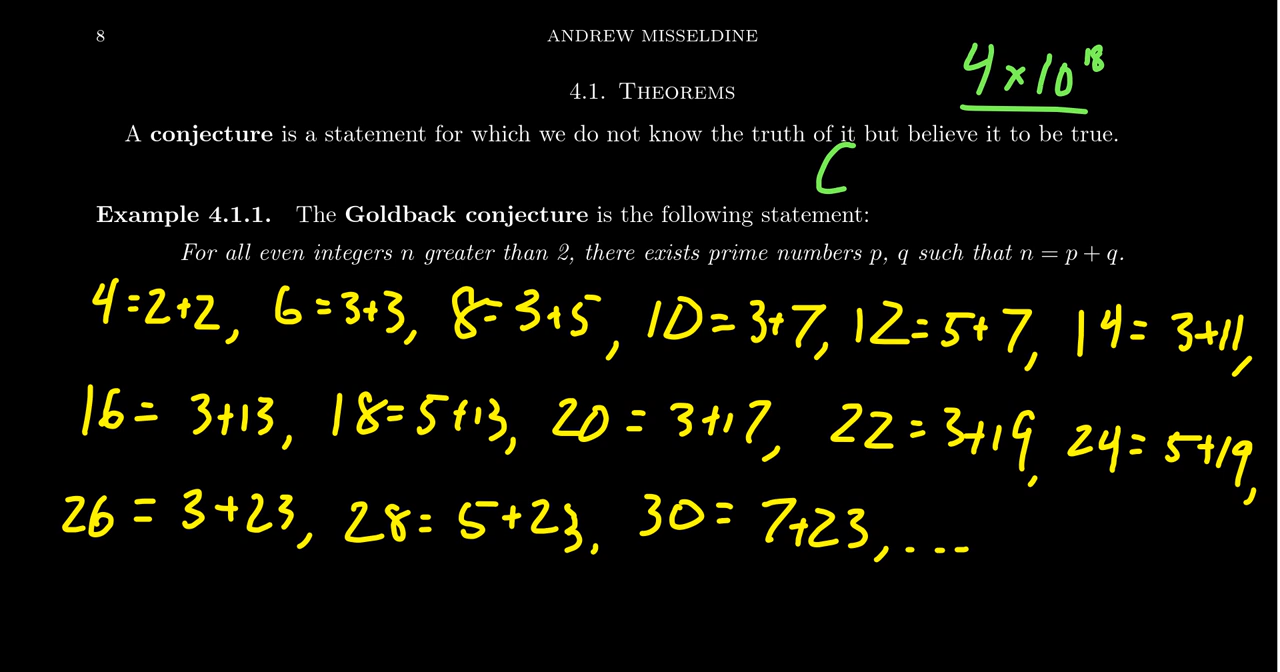 8 ANDREW MISSELDINE
4 × 10^18
4.1. THEOREMS
A conjecture is a statement for which we do not know the truth of it but believe it to be true.
C
Example 4.1.1. The Goldback conjecture is the following statement:
For all even integers n greater than 2, there exists prime numbers p, q such that n = p + q.
4=2+2, 6=3+3, 8=3+5, 10=3+7, 12=5+7, 14=3+11,
16=3+13, 18=5+13, 20=3+17, 22=3+19, 24=5+19,
26=3+23, 28=5+23, 30=7+23, ...